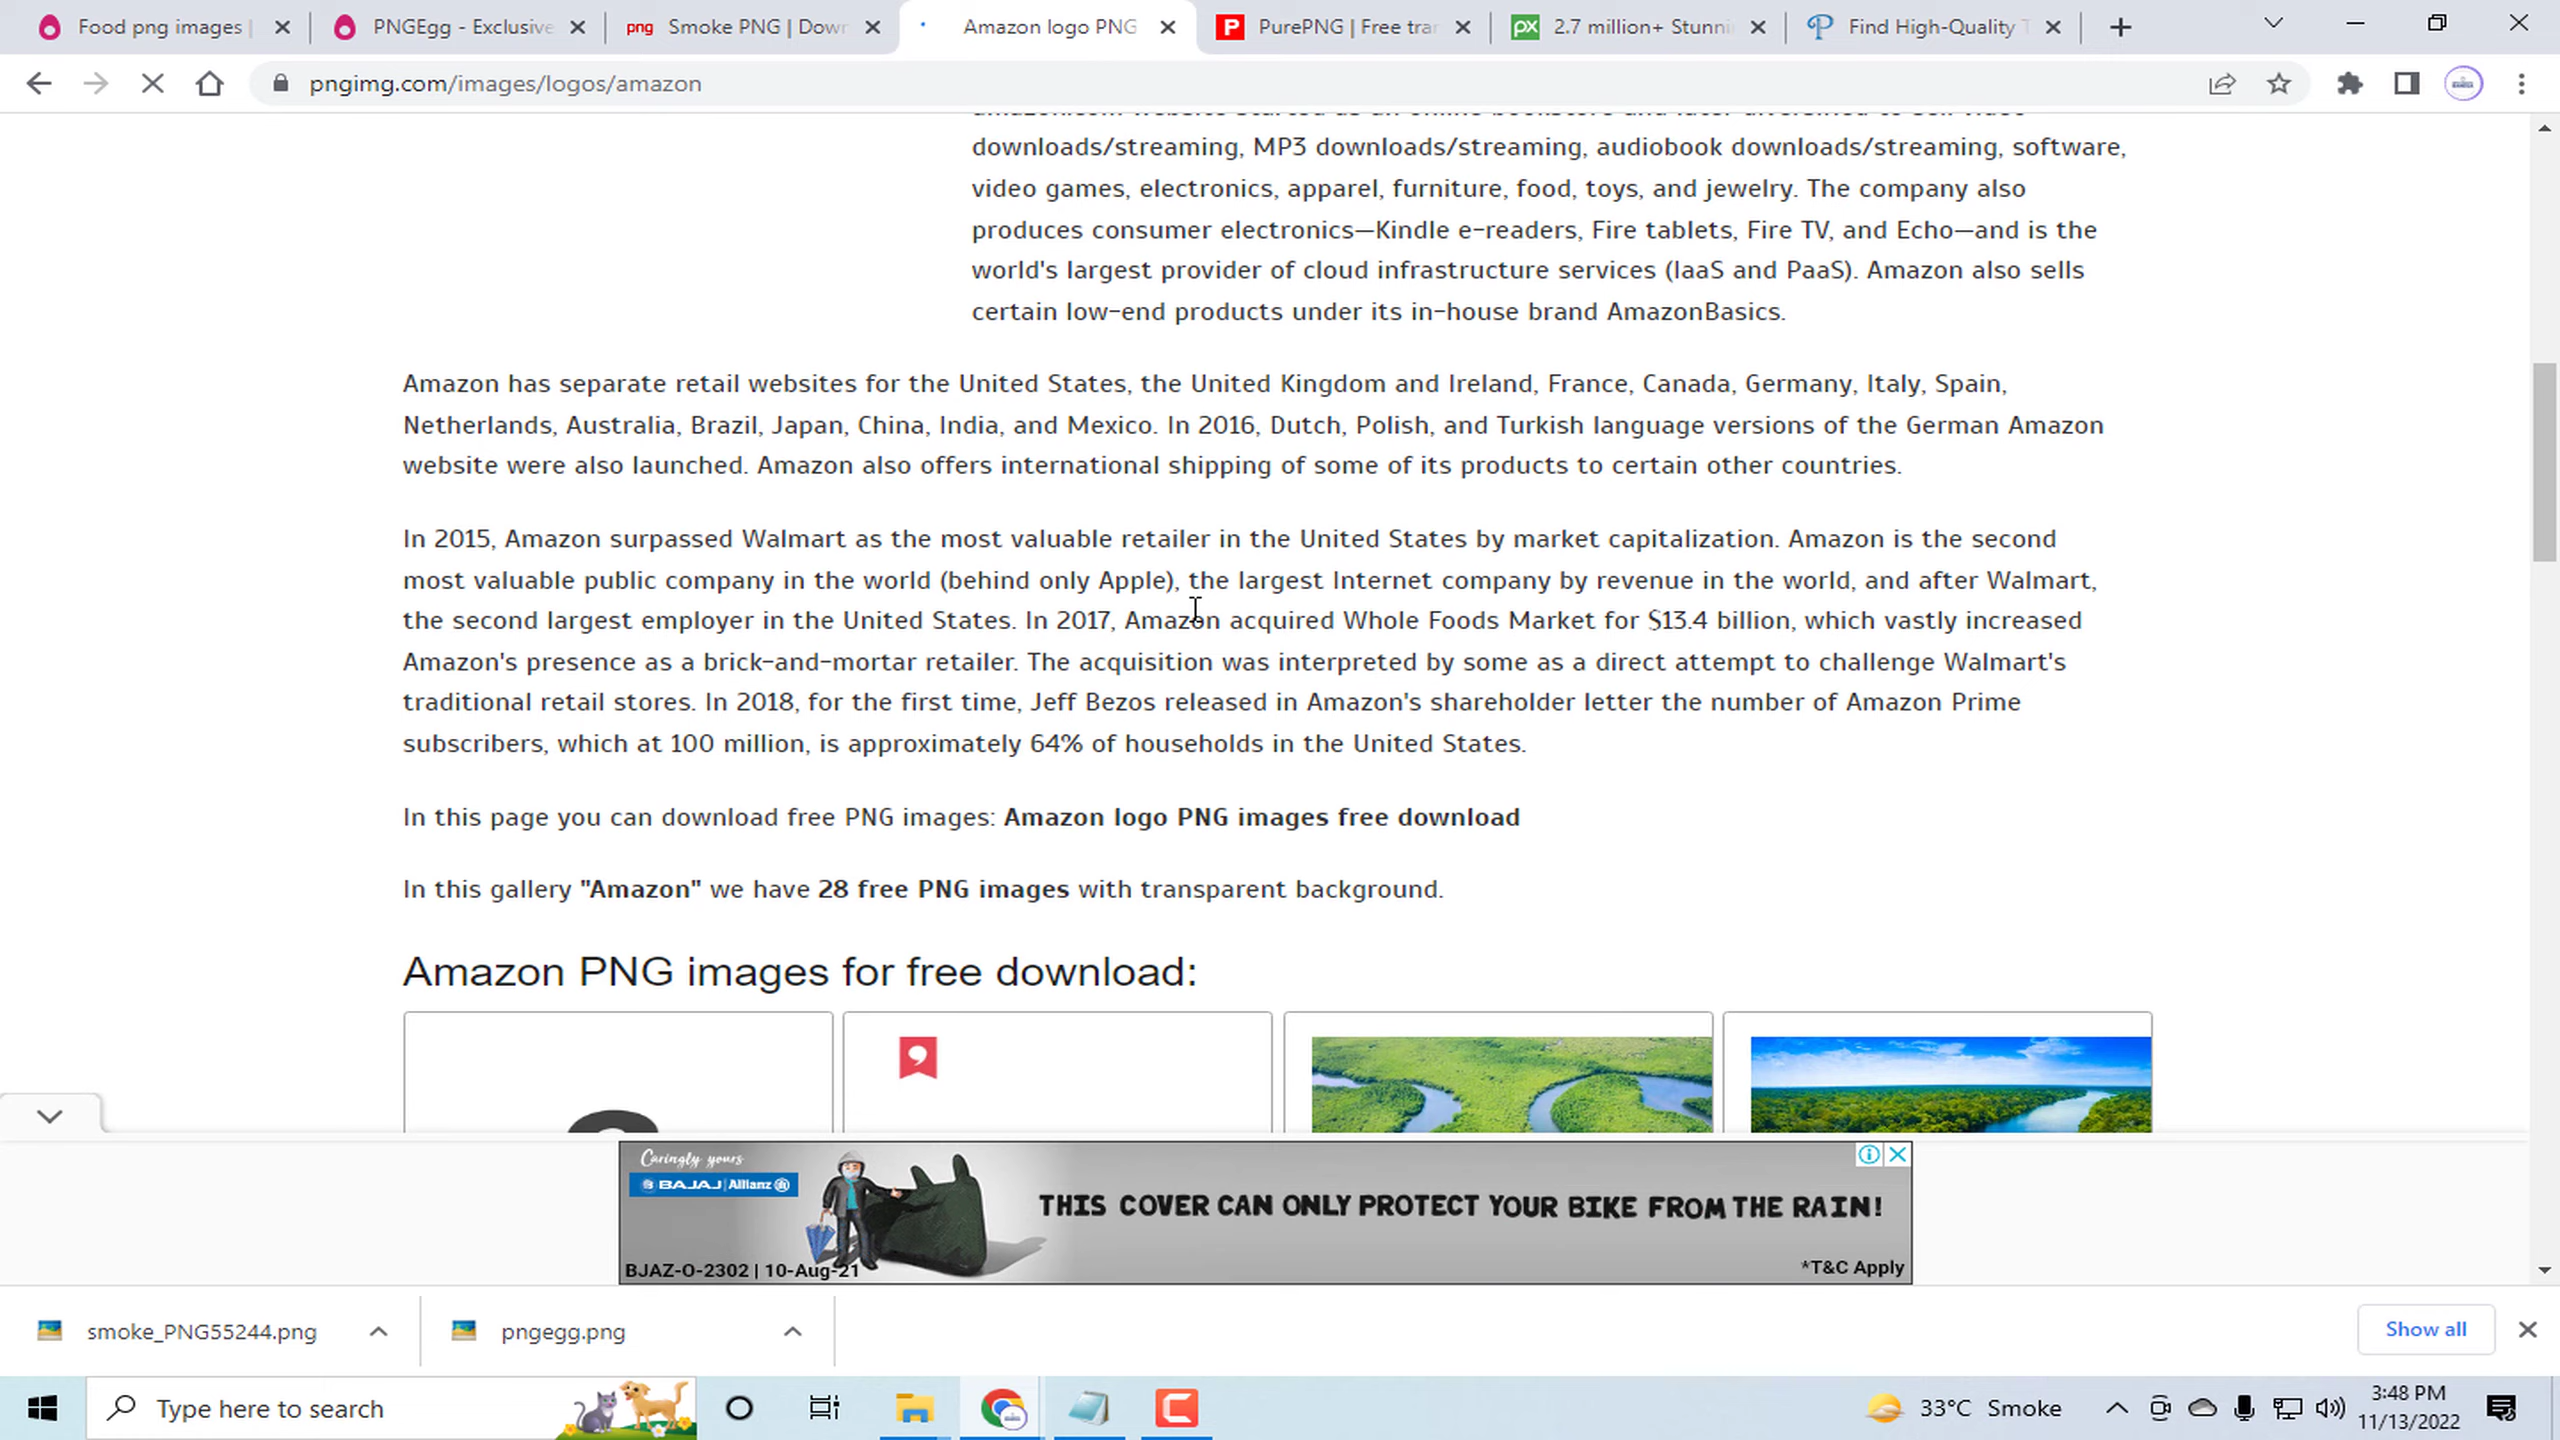 Food png images |
PNGEgg - Exclusive
png Smoke PNG | Down
Amazon logo PNG
P PurePNG | Free tran
px 2.7 million+ Stunni
Find High-Quality T
pngimg.com/images/logos/amazon
downloads/streaming, MP3 downloads/streaming, audiobook downloads/streaming, software,
video games, electronics, apparel, furniture, food, toys, and jewelry. The company also
produces consumer electronics—Kindle e-readers, Fire tablets, Fire TV, and Echo—and is the
world's largest provider of cloud infrastructure services (IaaS and PaaS). Amazon also sells
certain low-end products under its in-house brand AmazonBasics.
Amazon has separate retail websites for the United States, the United Kingdom and Ireland, France, Canada, Germany, Italy, Spain,
Netherlands, Australia, Brazil, Japan, China, India, and Mexico. In 2016, Dutch, Polish, and Turkish language versions of the German Amazon
website were also launched. Amazon also offers international shipping of some of its products to certain other countries.
In 2015, Amazon surpassed Walmart as the most valuable retailer in the United States by market capitalization. Amazon is the second
most valuable public company in the world (behind only Apple), the largest Internet company by revenue in the world, and after Walmart,
the second largest employer in the United States. In 2017, Amazon acquired Whole Foods Market for $13.4 billion, which vastly increased
Amazon's presence as a brick-and-mortar retailer. The acquisition was interpreted by some as a direct attempt to challenge Walmart's
traditional retail stores. In 2018, for the first time, Jeff Bezos released in Amazon's shareholder letter the number of Amazon Prime
subscribers, which at 100 million, is approximately 64% of households in the United States.
In this page you can download free PNG images: Amazon logo PNG images free download
In this gallery "Amazon" we have 28 free PNG images with transparent background.
Amazon PNG images for free download:
Caringly yours
BAJAJ | Allianz
THIS COVER CAN ONLY PROTECT YOUR BIKE FROM THE RAIN!
BJAZ-O-2302 | 10-Aug-21
*T&C Apply
smoke_PNG55244.png
pngegg.png
Show all
Type here to search
33°C Smoke
3:48 PM
11/13/2022